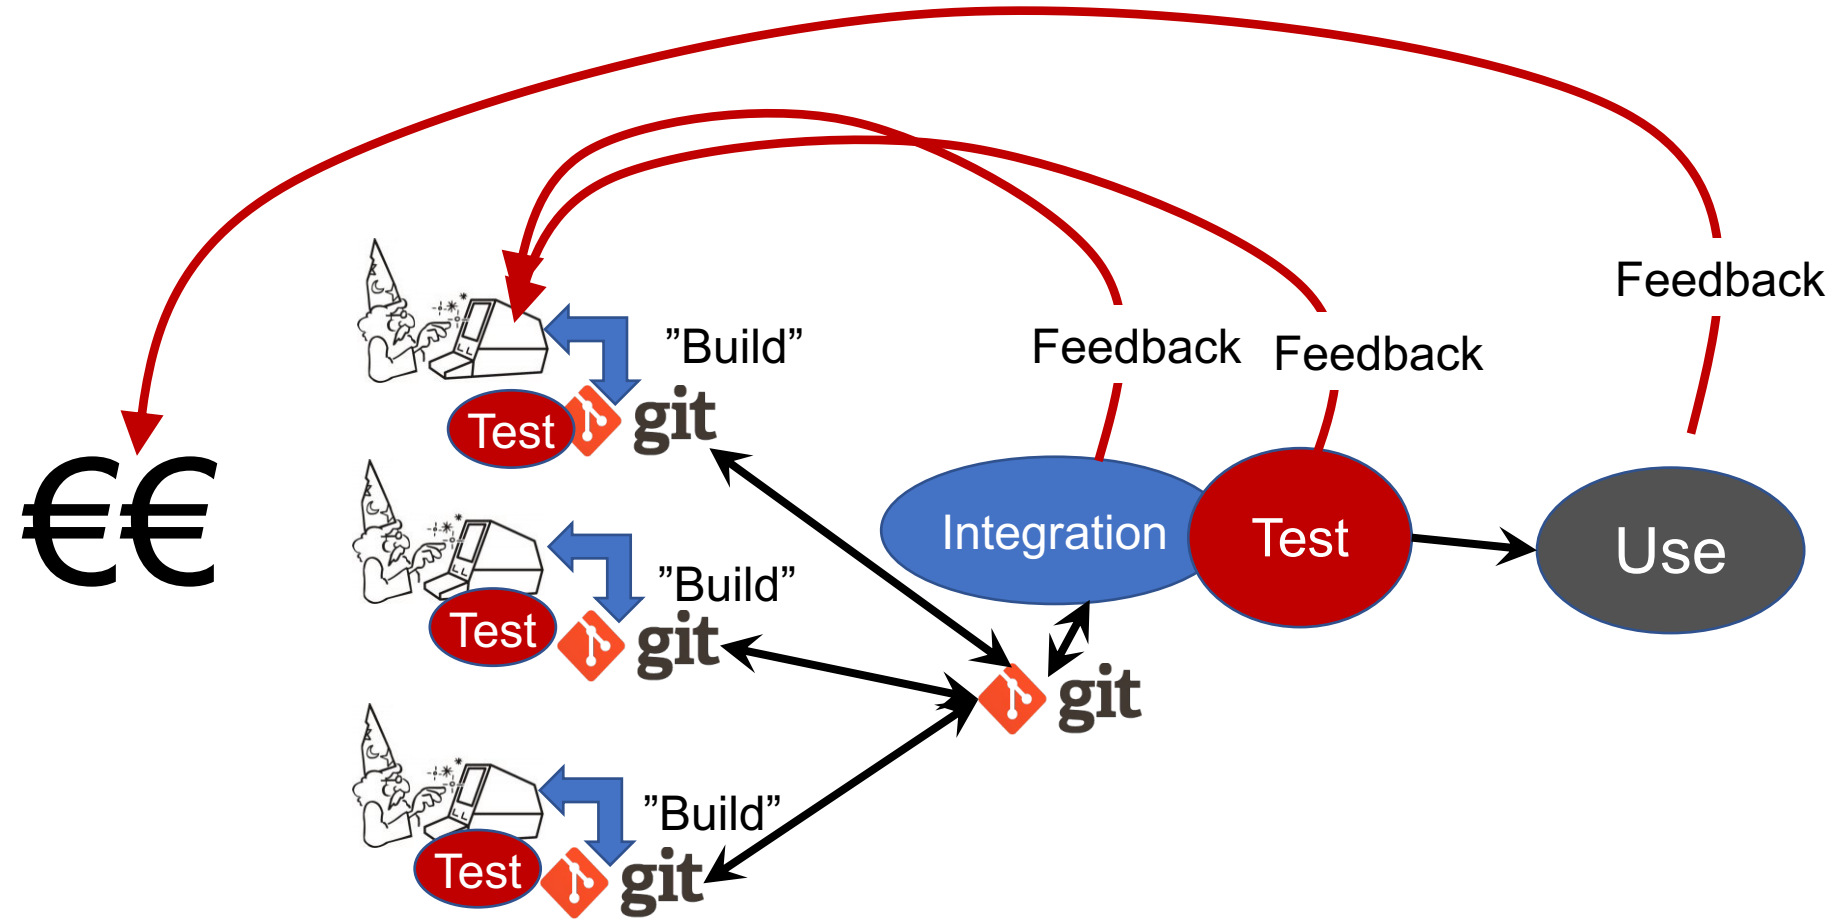 Feedback
”Build”
Feedback
Feedback
Test
git
€€
Integration
Test
Use
”Build”
Test
git
git
”Build”
Test
git